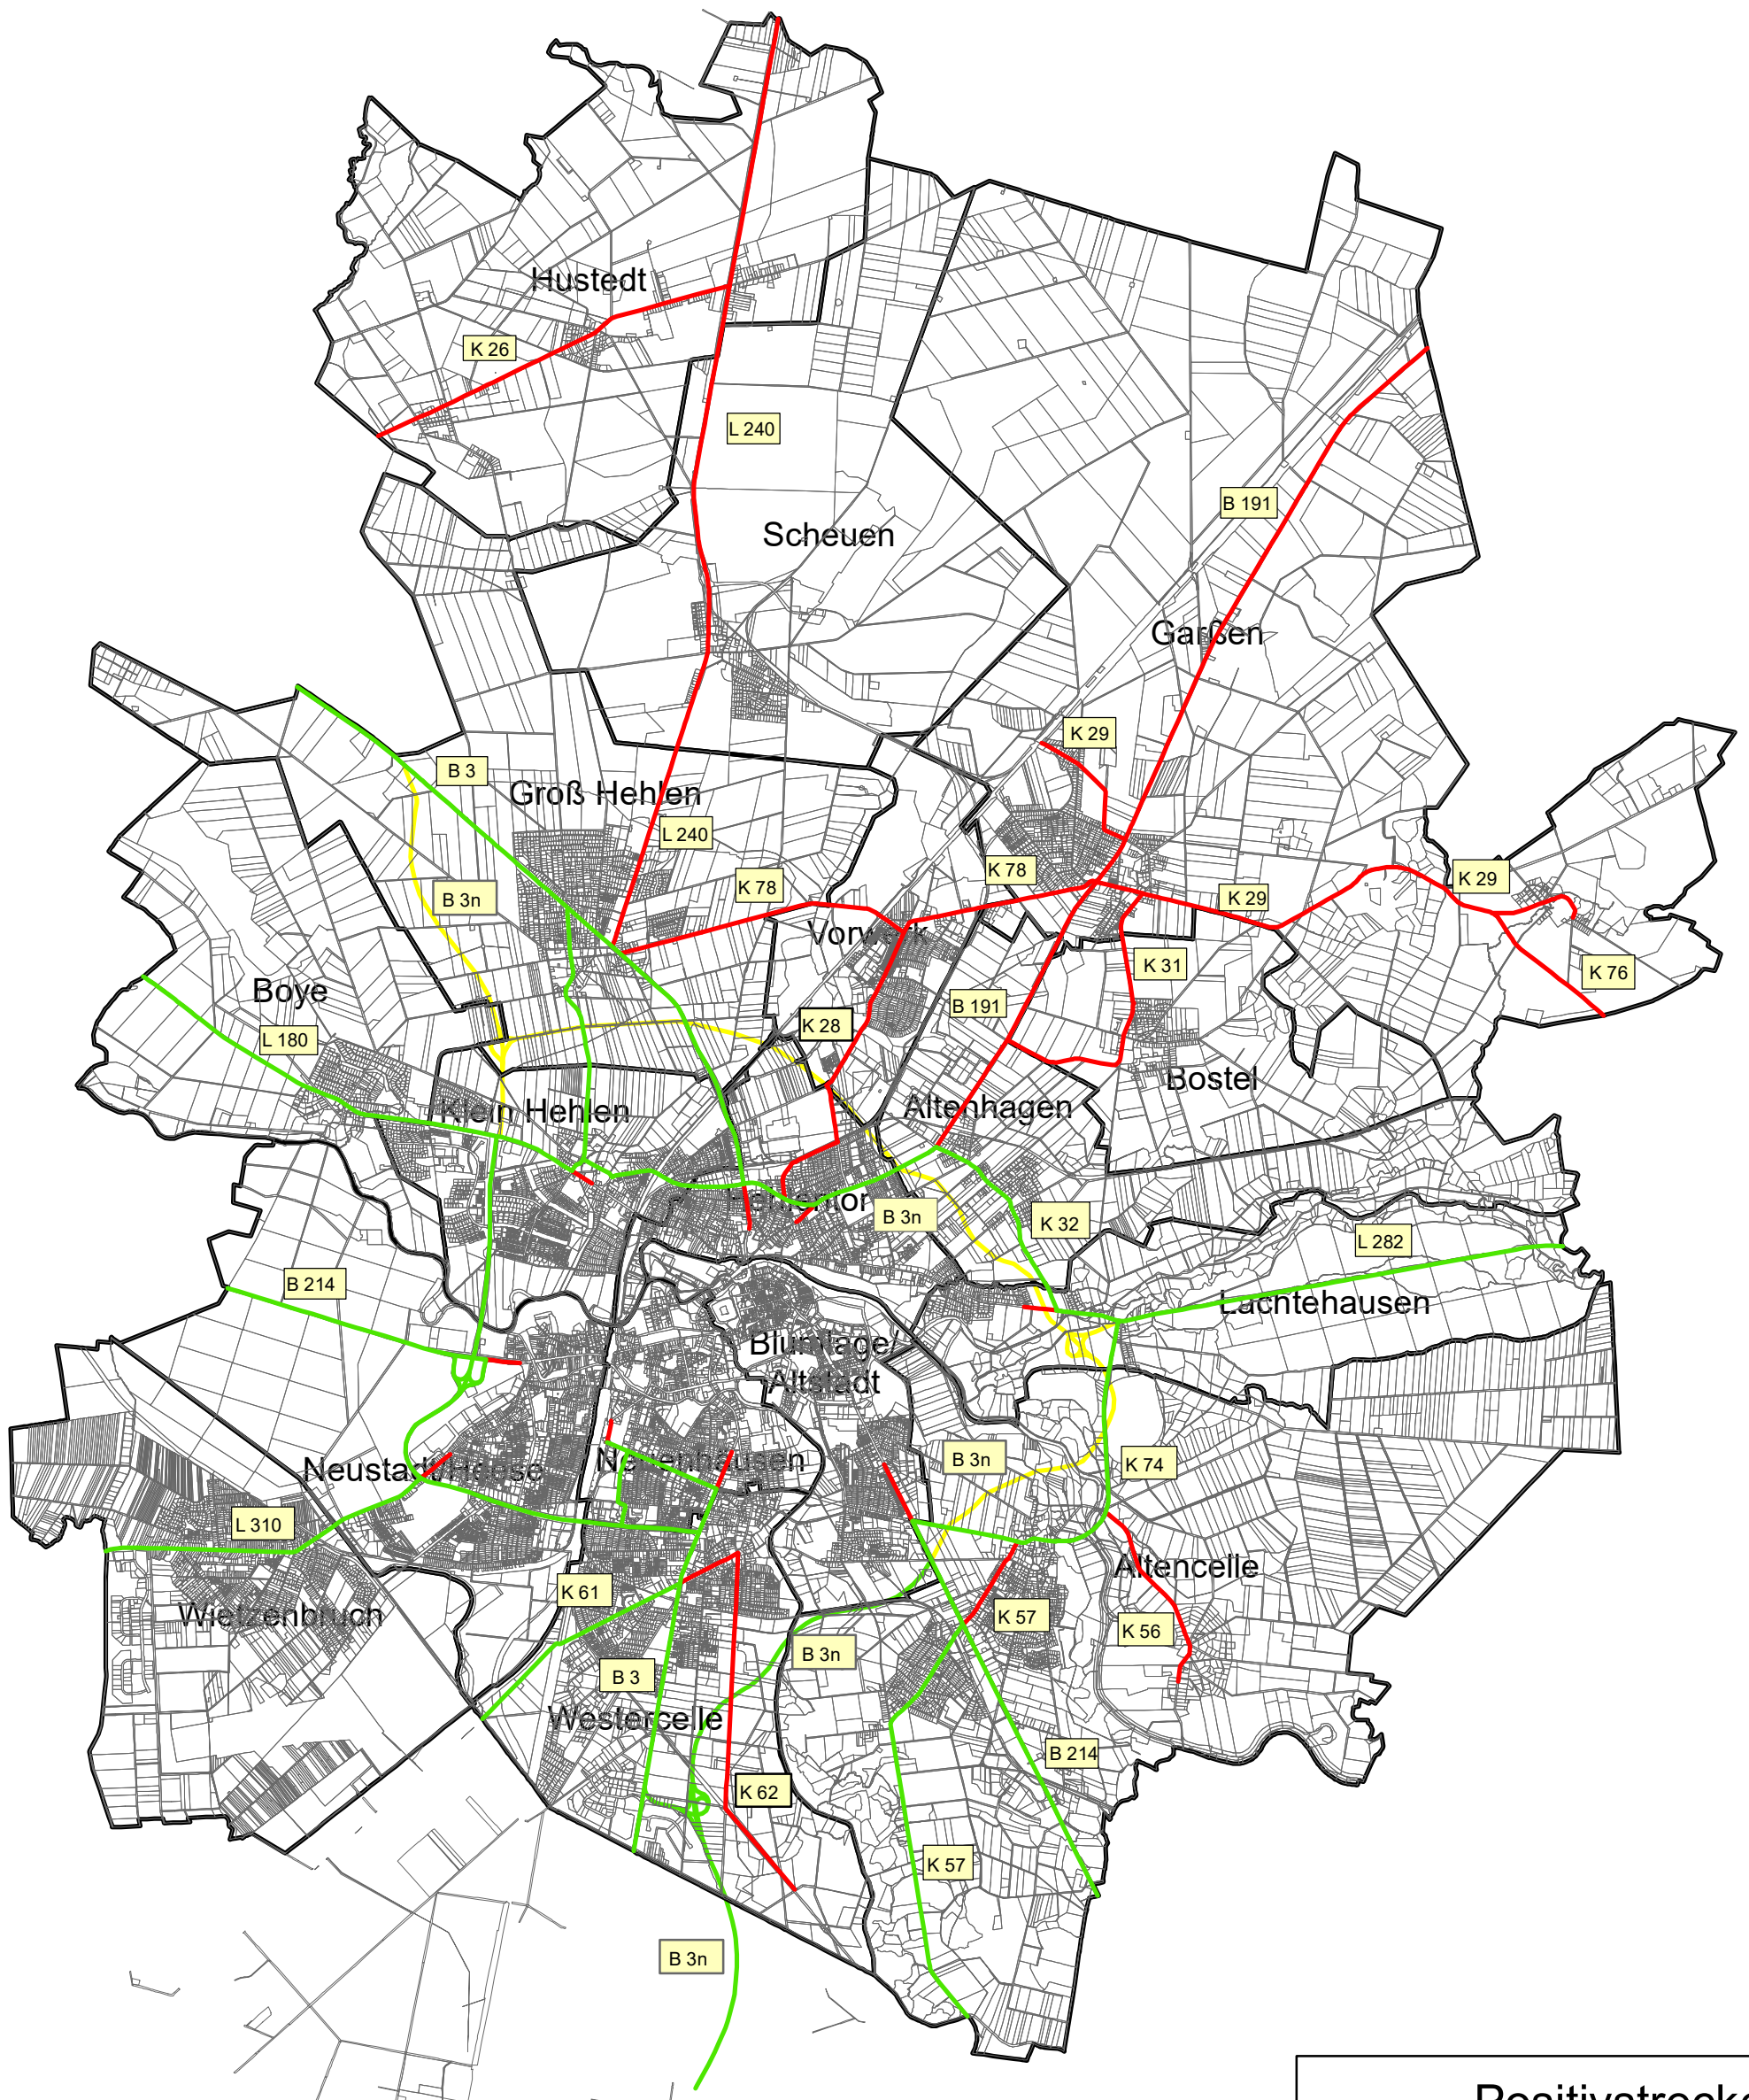 Hustedt
K 26
L 240
Scheuen
B 191
Garßen
K 29
B 3
Groß Hehlen
L 240
K 78
K 78
K 29
K 29
B 3n
Vorwerk
K 31
K 76
Boye
B 191
K 28
L 180
Bostel
Klein Hehlen
Altenhagen
Hehlentor
B 3n
K 32
L 282
B 214
Lachtehausen
Blumlage/
Altstadt
Neustadt/Heese
Neuenhäusen
B 3n
K 74
L 310
Altencelle
K 61
Wietzenbruch
K 57
K 56
B 3n
B 3
Westercelle
B 214
K 62
K 57
B 3n